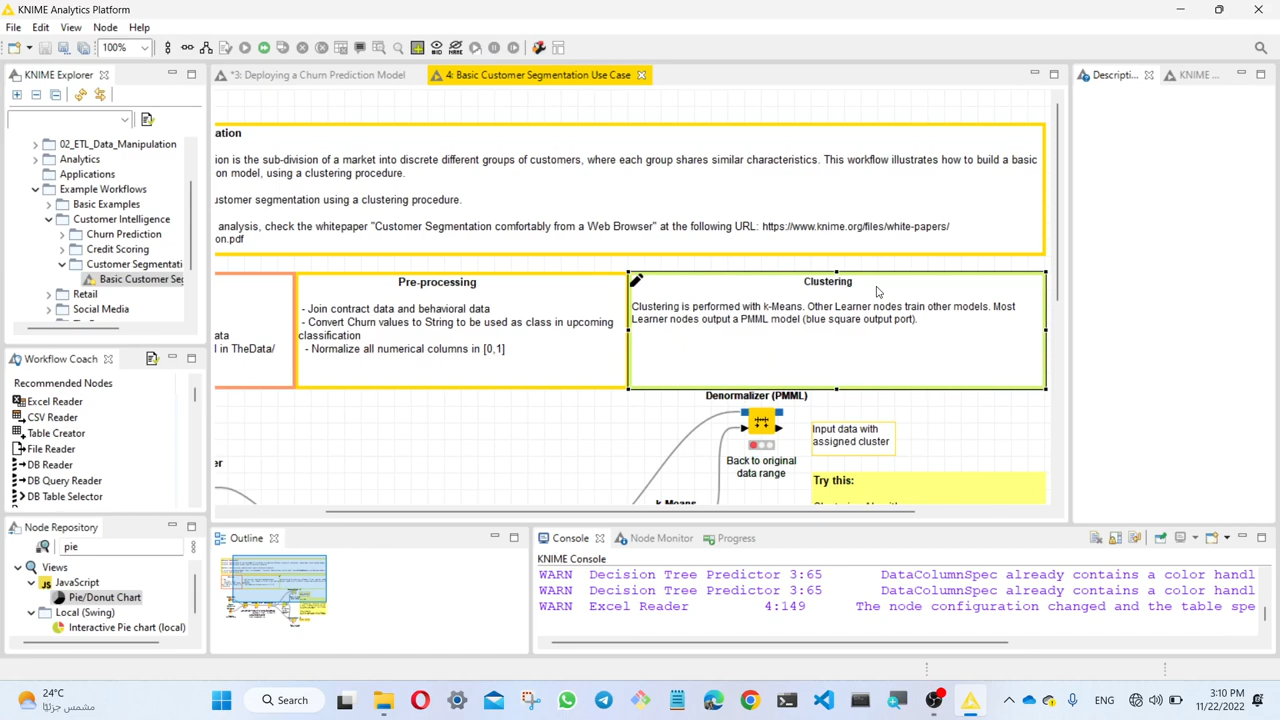 KNIME Analytics Platform
File Edit View Node Help
100%
KNIME Explorer
02_ETL_Data_Manipulation
Analytics
Applications
Example Workflows
Basic Examples
Customer Intelligence
Churn Prediction
Credit Scoring
Customer Segmentati
Basic Customer Se
Retail
Social Media
Workflow Coach
Recommended Nodes
Excel Reader
CSV Reader
Table Creator
File Reader
DB Reader
DB Query Reader
DB Table Selector
Node Repository
pie
Views
JavaScript
Pie/Donut Chart
Local (Swing)
Interactive Pie chart (local)
*3: Deploying a Churn Prediction Model
4: Basic Customer Segmentation Use Case
ation
ion is the sub-division of a market into discrete different groups of customers, where each group shares similar characteristics. This workflow illustrates how to build a basic
on model, using a clustering procedure.
ustomer segmentation using a clustering procedure.
analysis, check the whitepaper "Customer Segmentation comfortably from a Web Browser" at the following URL: https://www.knime.org/files/white-papers/
on.pdf
ata
l in TheData/
Pre-processing
- Join contract data and behavioral data
- Convert Churn values to String to be used as class in upcoming
classification
- Normalize all numerical columns in [0,1]
Clustering
Clustering is performed with k-Means. Other Learner nodes train other models. Most
Learner nodes output a PMML model (blue square output port).
Denormalizer (PMML)
Back to original
data range
Input data with
assigned cluster
Try this:
er
k-Means
Descripti...
KNIME ...
Outline
Console
Node Monitor
Progress
KNIME Console
WARN Decision Tree Predictor 3:65 DataColumnSpec already contains a color handl
WARN Decision Tree Predictor 3:65 DataColumnSpec already contains a color handl
WARN Excel Reader 4:149 The node configuration changed and the table spe
24°C
مشمس جزئيًا
Search
ENG
3:10 PM
11/22/2022